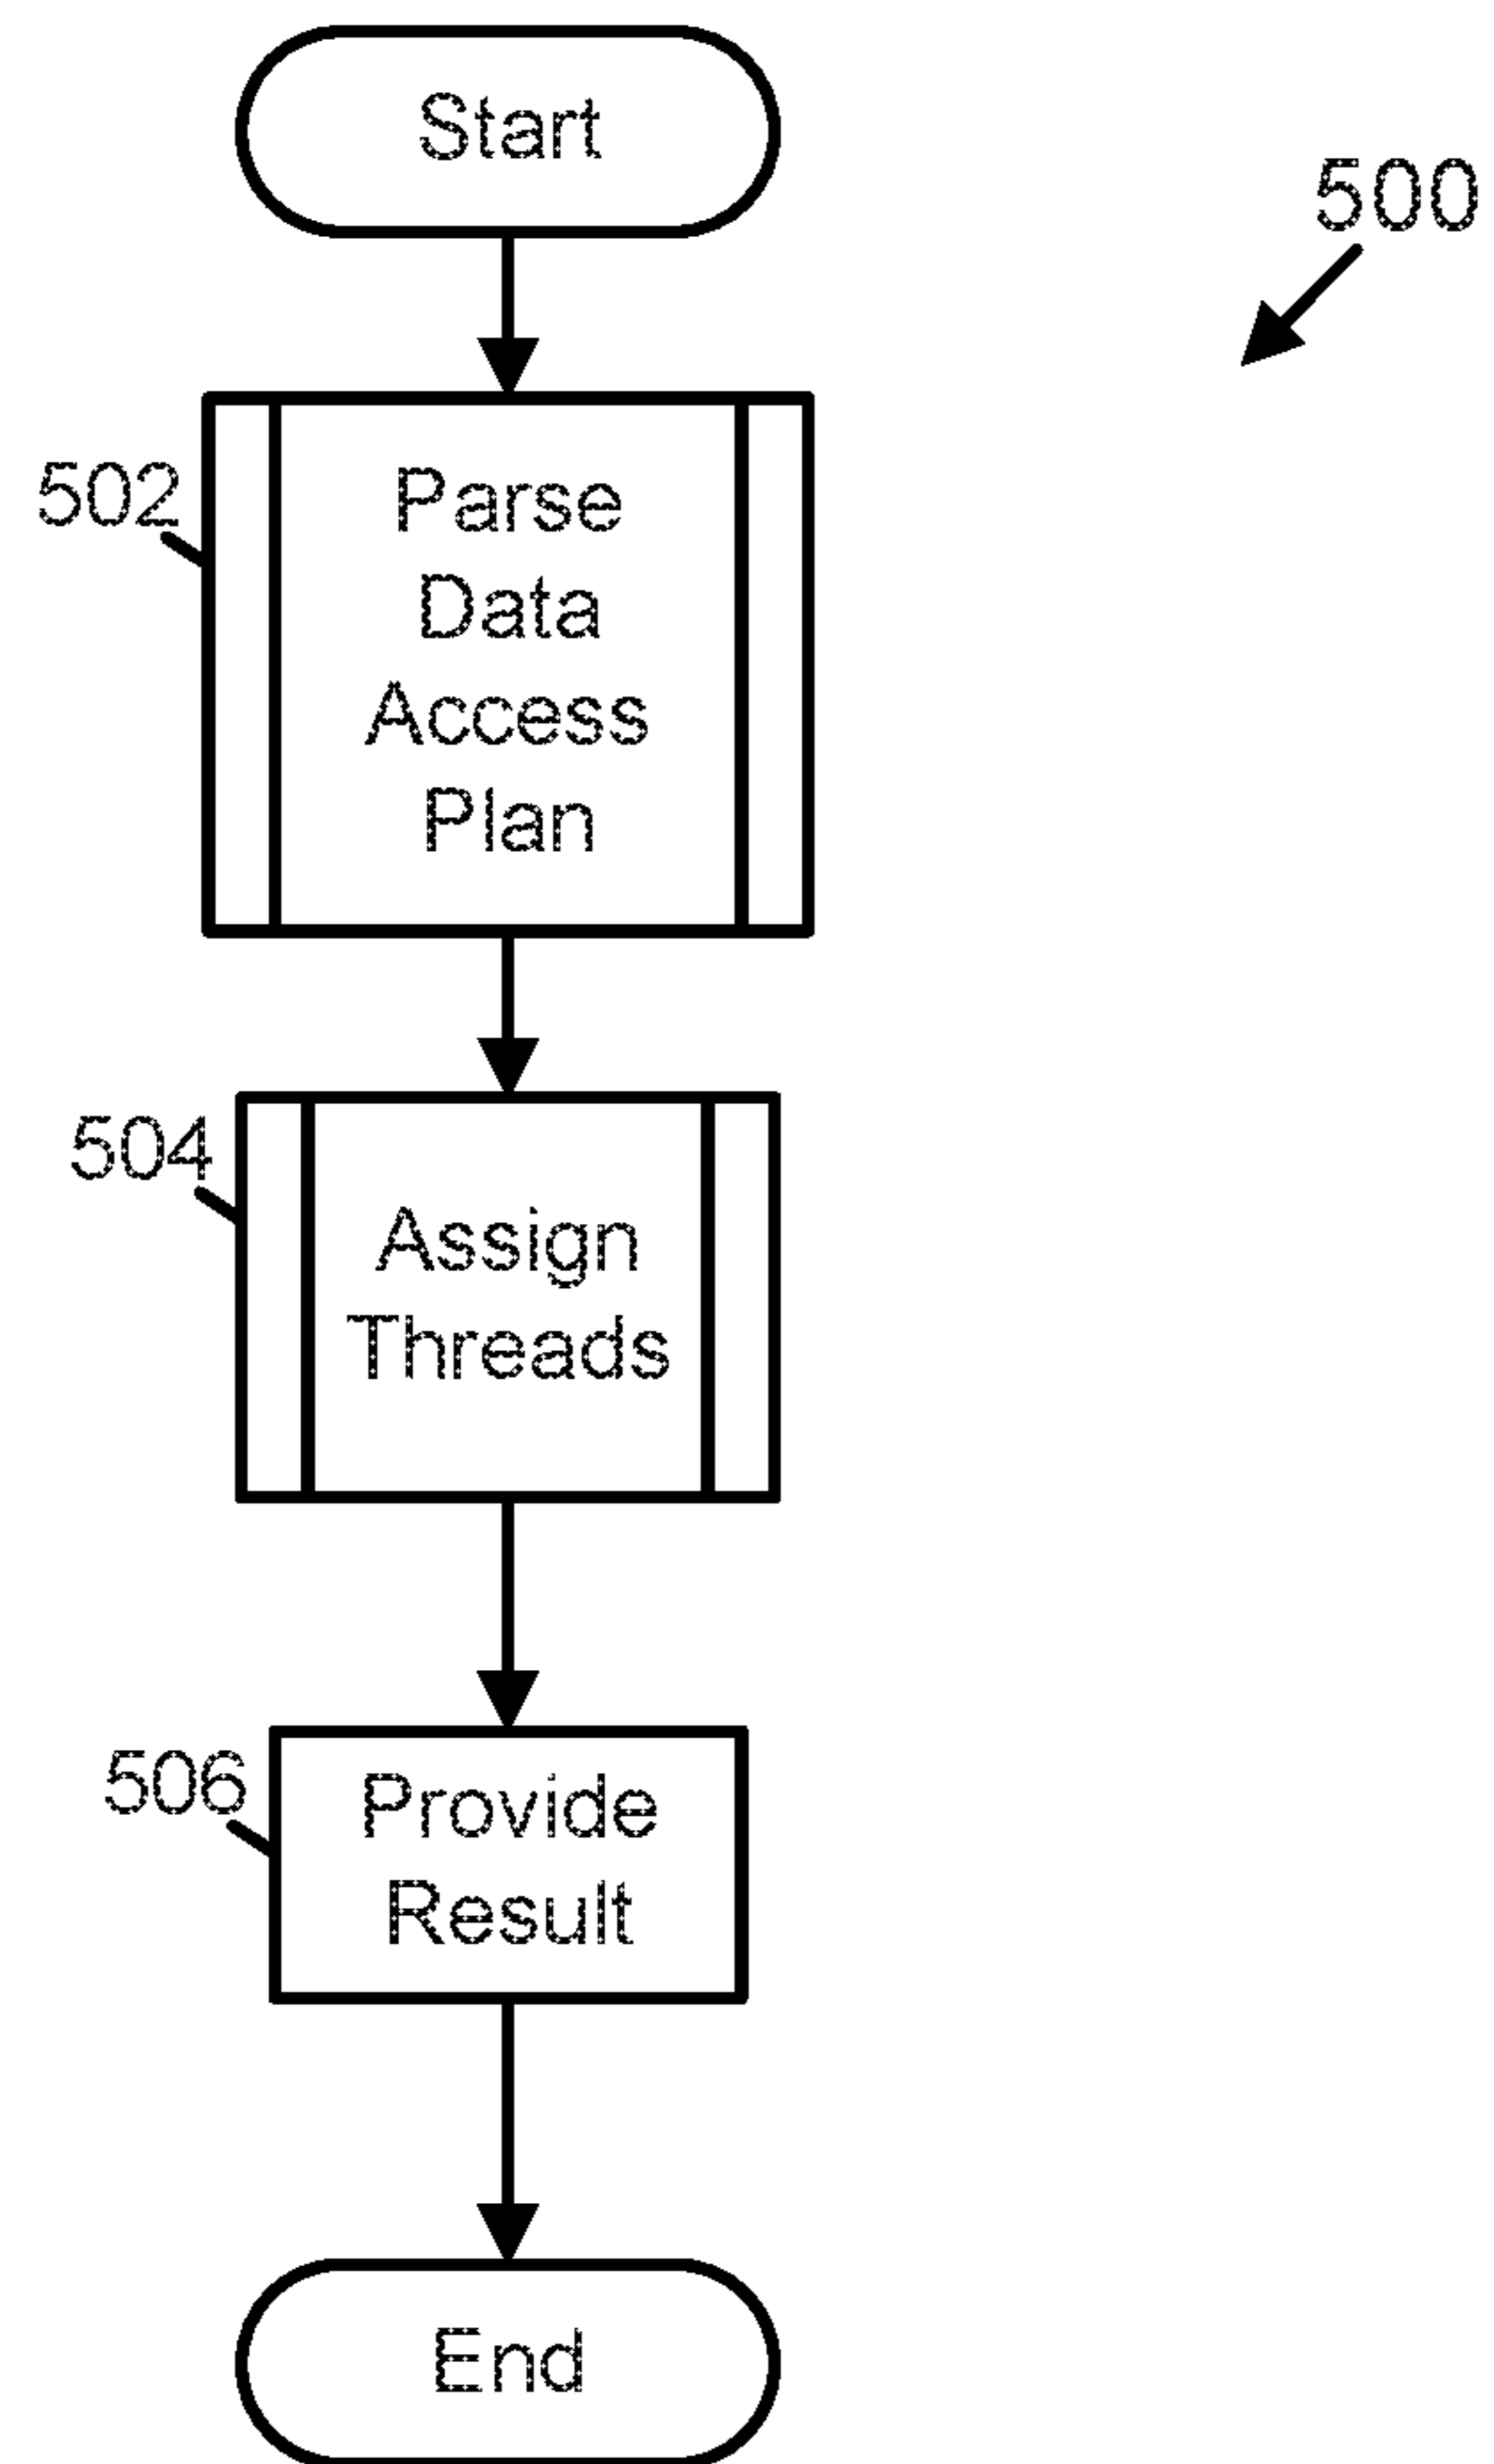 Start
500
502
Parse
Data
Access
Plan
504
Assign
Threads
506
Provide
Result
End